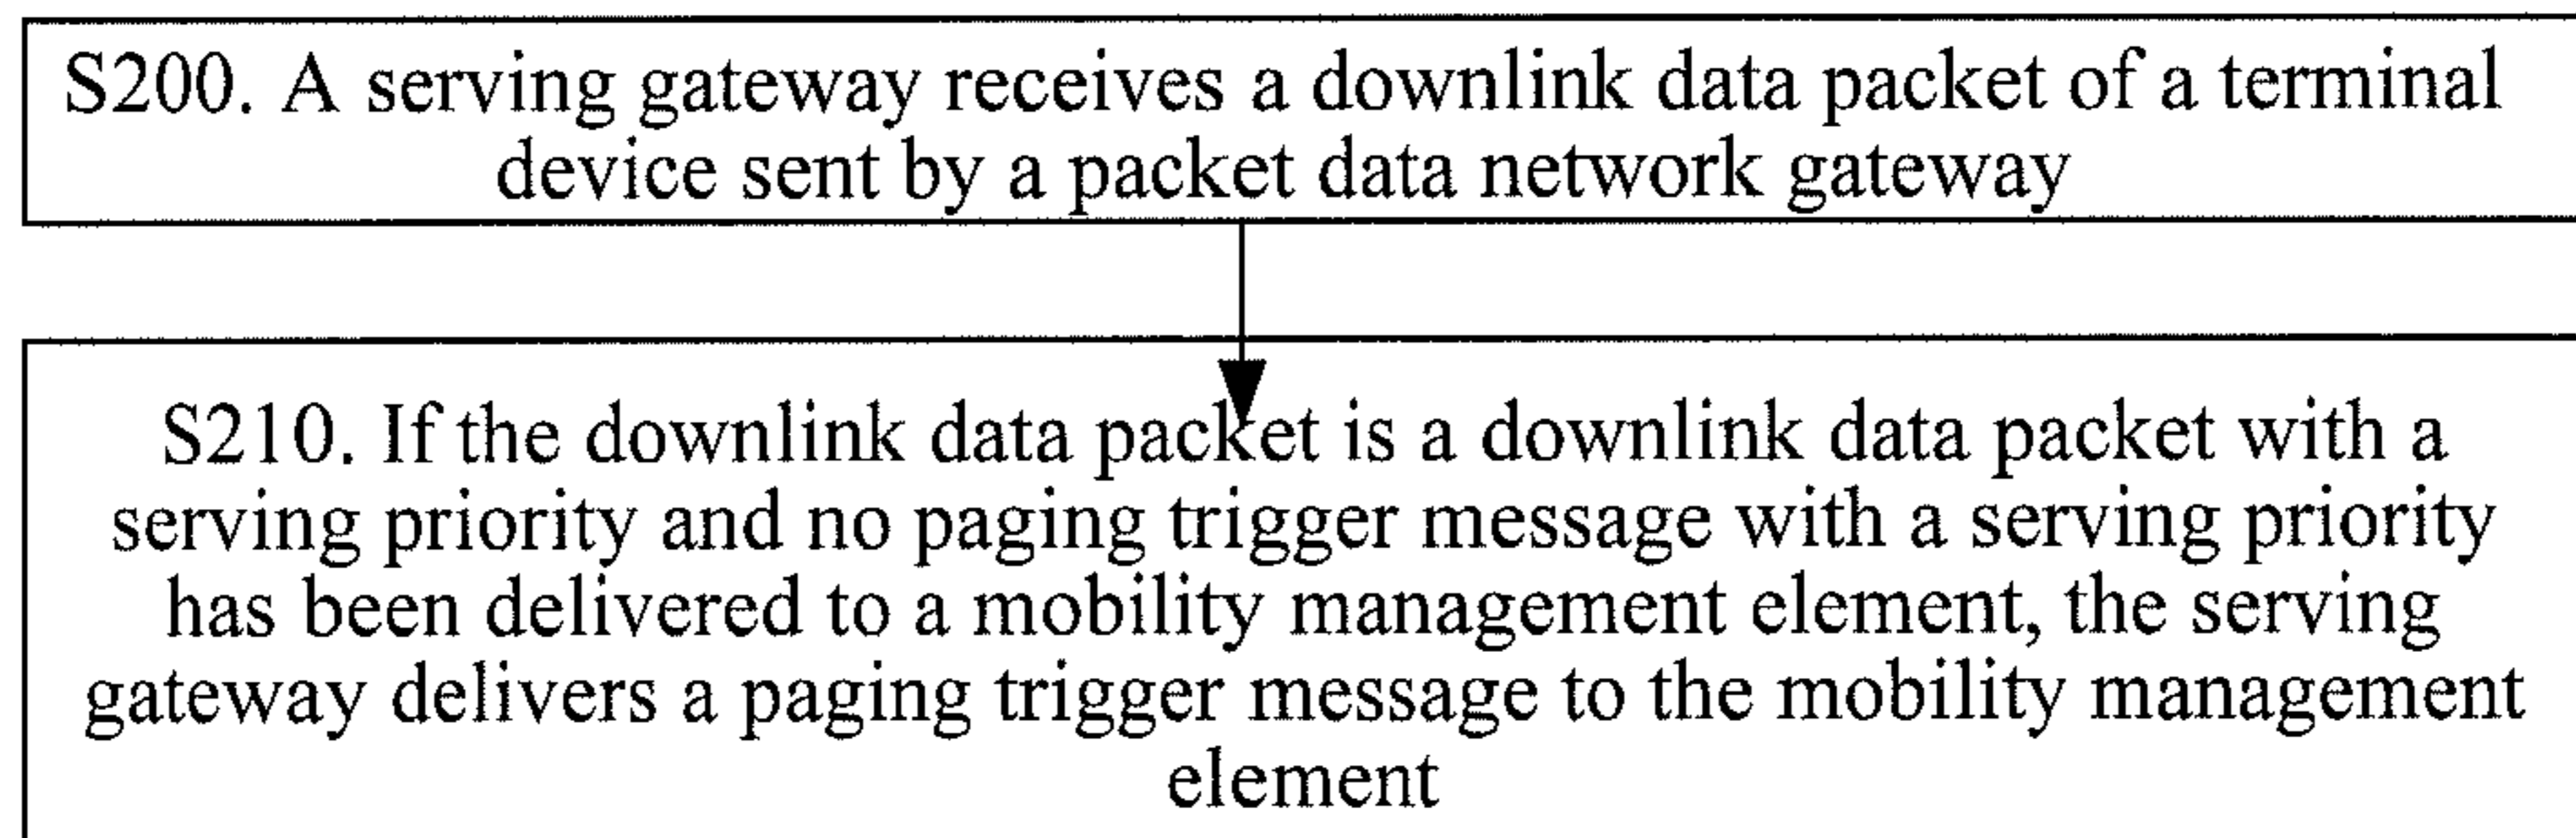 S200. A serving gateway receives a downlink data packet of a terminal
device sent by a packet data network gateway
S210. If the downlink data packet is a downlink data packet with a
serving priority and no paging trigger message with a serving priority
has been delivered to a mobility management element, the serving
gateway delivers a paging trigger message to the mobility management
element